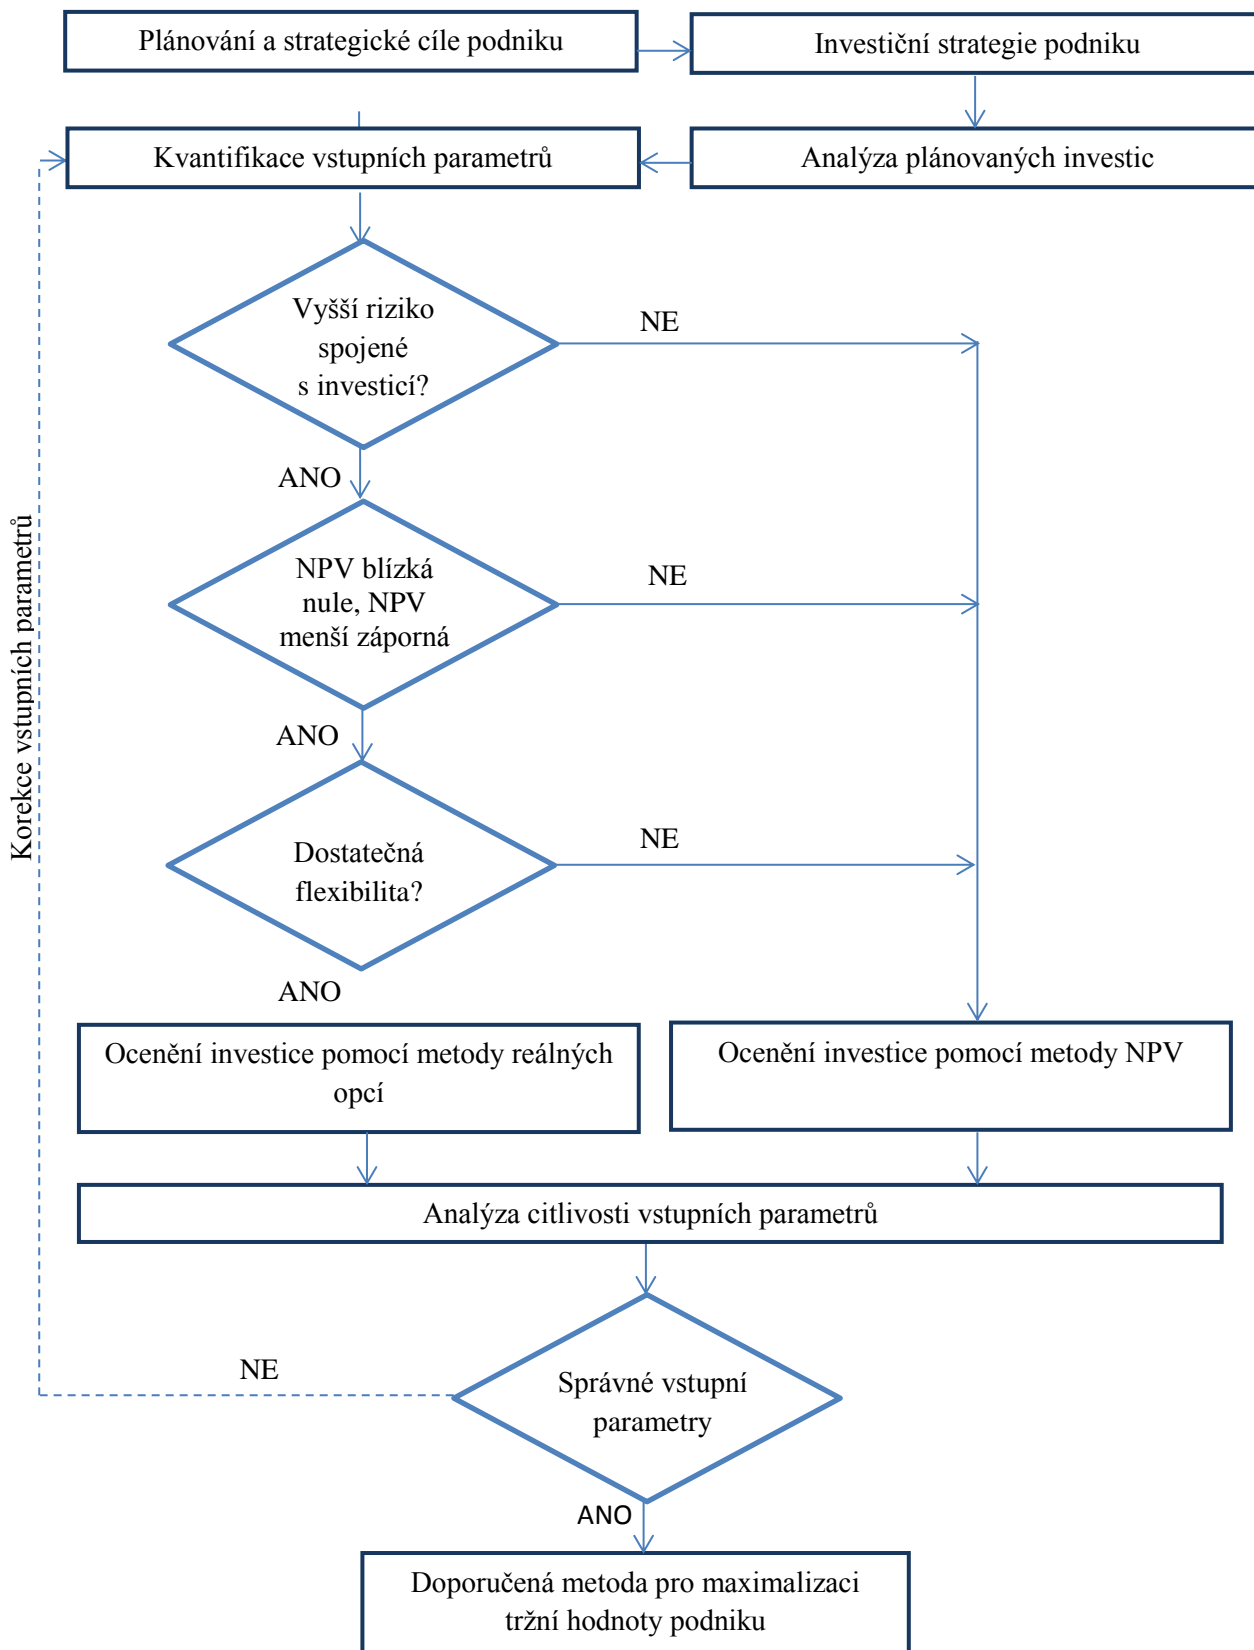 Plánování a strategické cíle podniku
Investiční strategie podniku
Kvantifikace vstupních parametrů
Analýza plánovaných investic
Vyšší riziko
spojené
s investicí?
NE
ANO
NPV blízká
nule, NPV
menší záporná
NE
ANO
Korekce vstupních parametrů
Dostatečná
flexibilita?
NE
ANO
Ocenění investice pomocí metody reálných
opcí
Ocenění investice pomocí metody NPV
Analýza citlivosti vstupních parametrů
NE
Správné vstupní
parametry
ANO
Doporučená metoda pro maximalizaci
tržní hodnoty podniku